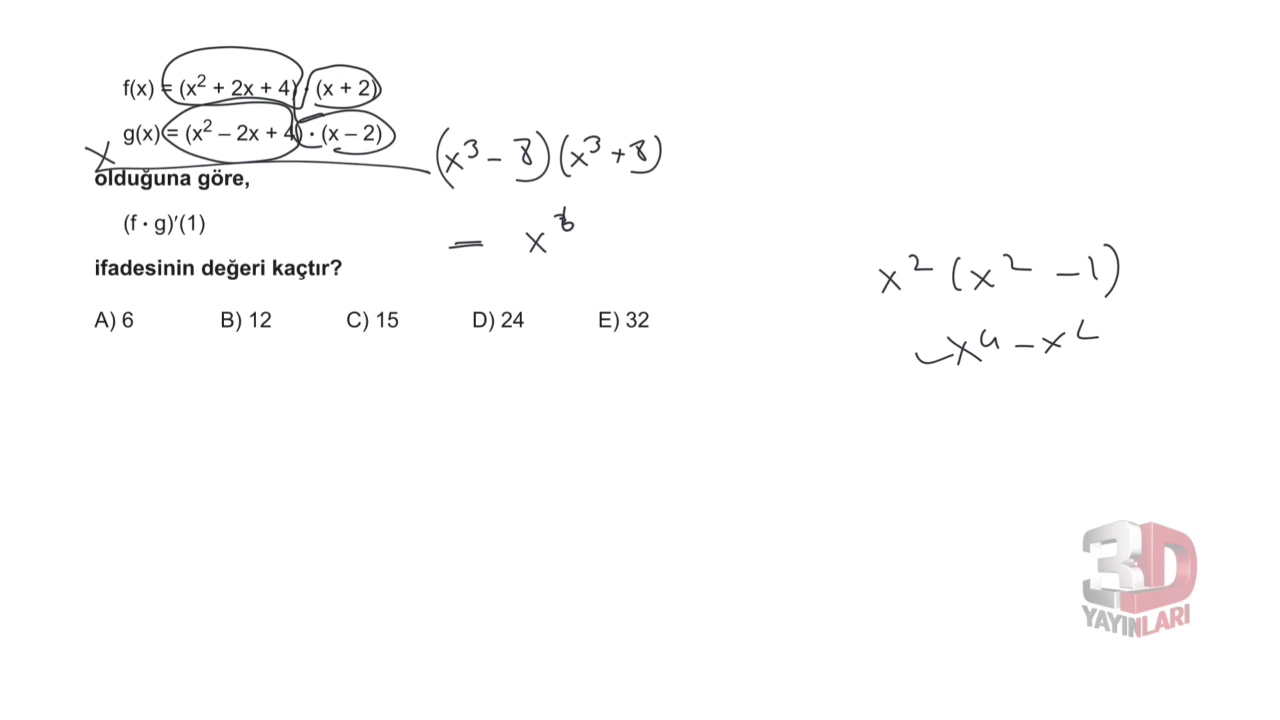 f(x) = (x² + 2x + 4) · (x + 2)
g(x) = (x² – 2x + 4) · (x – 2)
x
(x³ – 8)(x³ + 8)
olduğuna göre,
(f · g)′(1)
= x
ifadesinin değeri kaçtır?
x² (x² – 1)
A) 6 B) 12 C) 15 D) 24 E) 32
x⁴ – x²
3D
YAYINLARI